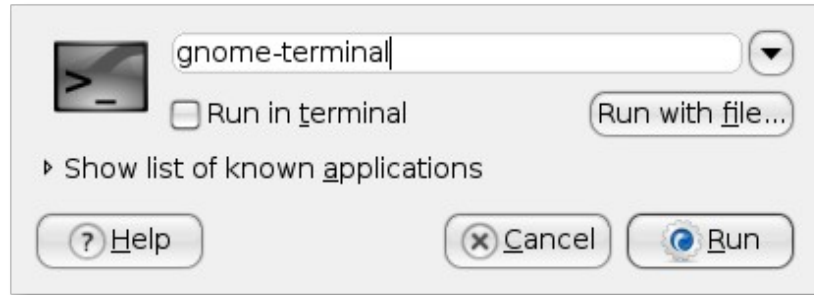 gnome-terminal
>_
Run in terminal
Run with file...
Show list of known applications
Help
Cancel
Run